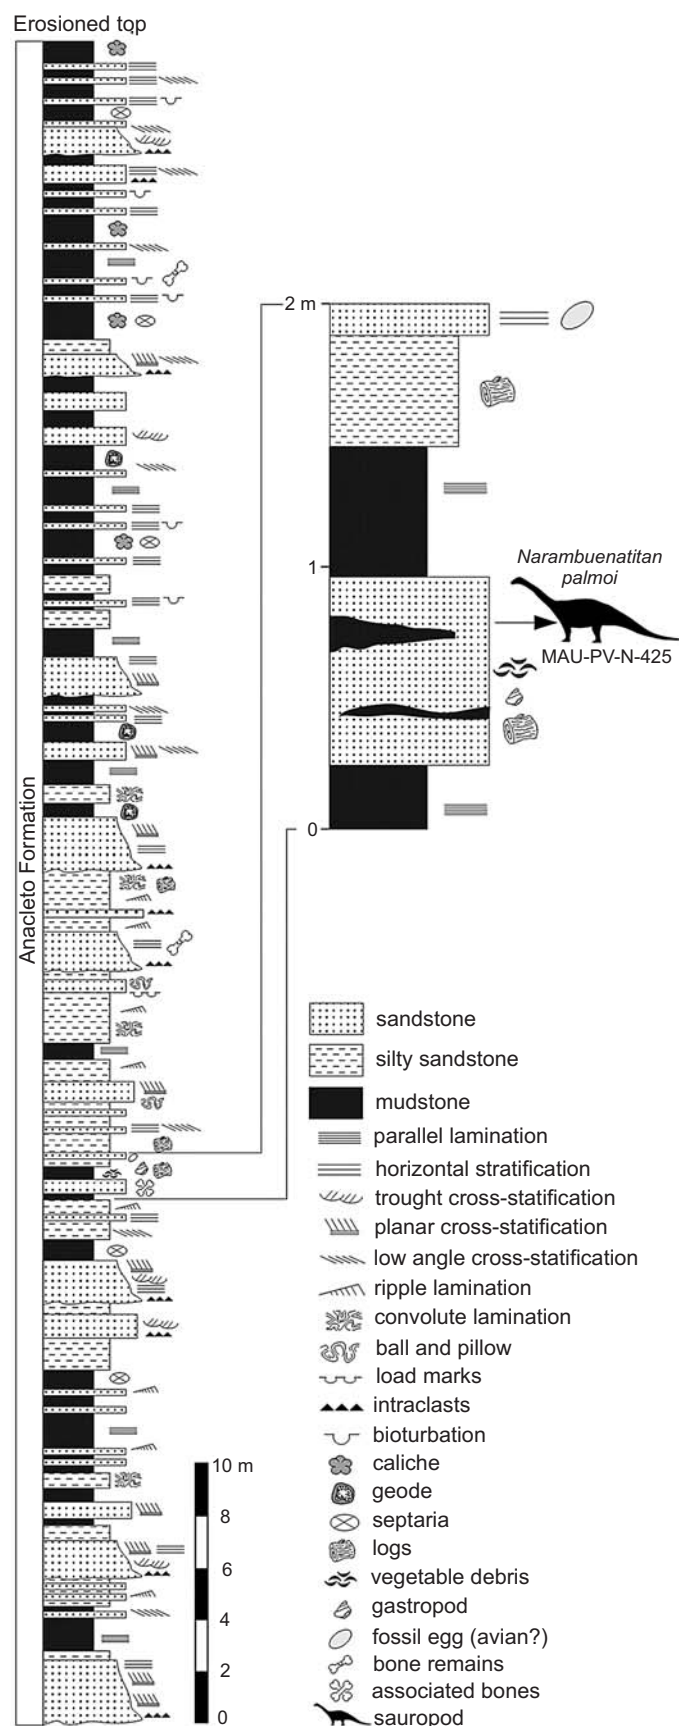 Erosioned top
Anacleto Formation
2 m
1
0
Narambuenatitan
palmoi
MAU-PV-N-425
sandstone
silty sandstone
mudstone
parallel lamination
horizontal stratification
trought cross-statification
planar cross-statification
low angle cross-statification
ripple lamination
convolute lamination
ball and pillow
load marks
intraclasts
bioturbation
caliche
geode
septaria
logs
vegetable debris
gastropod
fossil egg (avian?)
bone remains
associated bones
sauropod
10 m
8
6
4
2
0